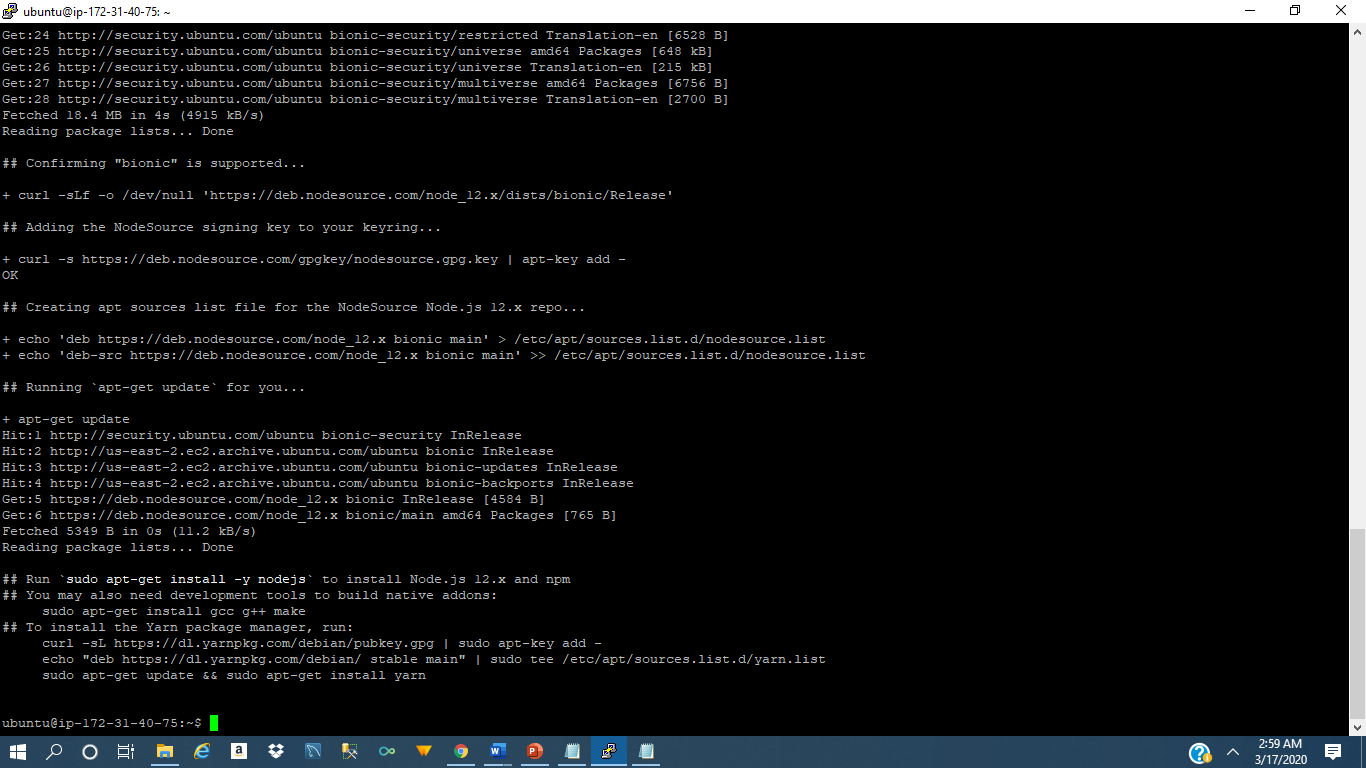 ubuntu@ip-172-31-40-75: ~
Get:24 http://security.ubuntu.com/ubuntu bionic-security/restricted Translation-en [6528 B]
Get:25 http://security.ubuntu.com/ubuntu bionic-security/universe amd64 Packages [648 kB]
Get:26 http://security.ubuntu.com/ubuntu bionic-security/universe Translation-en [215 kB]
Get:27 http://security.ubuntu.com/ubuntu bionic-security/multiverse amd64 Packages [6756 B]
Get:28 http://security.ubuntu.com/ubuntu bionic-security/multiverse Translation-en [2700 B]
Fetched 18.4 MB in 4s (4915 kB/s)
Reading package lists... Done
## Confirming "bionic" is supported...
+ curl -sLf -o /dev/null 'https://deb.nodesource.com/node_12.x/dists/bionic/Release'
## Adding the NodeSource signing key to your keyring...
+ curl -s https://deb.nodesource.com/gpgkey/nodesource.gpg.key | apt-key add -
OK
## Creating apt sources list file for the NodeSource Node.js 12.x repo...
+ echo 'deb https://deb.nodesource.com/node_12.x bionic main' > /etc/apt/sources.list.d/nodesource.list
+ echo 'deb-src https://deb.nodesource.com/node_12.x bionic main' >> /etc/apt/sources.list.d/nodesource.list
## Running `apt-get update` for you...
+ apt-get update
Hit:1 http://security.ubuntu.com/ubuntu bionic-security InRelease
Hit:2 http://us-east-2.ec2.archive.ubuntu.com/ubuntu bionic InRelease
Hit:3 http://us-east-2.ec2.archive.ubuntu.com/ubuntu bionic-updates InRelease
Hit:4 http://us-east-2.ec2.archive.ubuntu.com/ubuntu bionic-backports InRelease
Get:5 https://deb.nodesource.com/node_12.x bionic InRelease [4584 B]
Get:6 https://deb.nodesource.com/node_12.x bionic/main amd64 Packages [765 B]
Fetched 5349 B in 0s (11.2 kB/s)
Reading package lists... Done
## Run `sudo apt-get install -y nodejs` to install Node.js 12.x and npm
## You may also need development tools to build native addons:
sudo apt-get install gcc g++ make
## To install the Yarn package manager, run:
curl -sL https://dl.yarnpkg.com/debian/pubkey.gpg | sudo apt-key add -
echo "deb https://dl.yarnpkg.com/debian/ stable main" | sudo tee /etc/apt/sources.list.d/yarn.list
sudo apt-get update && sudo apt-get install yarn
ubuntu@ip-172-31-40-75:~$
2:59 AM
3/17/2020